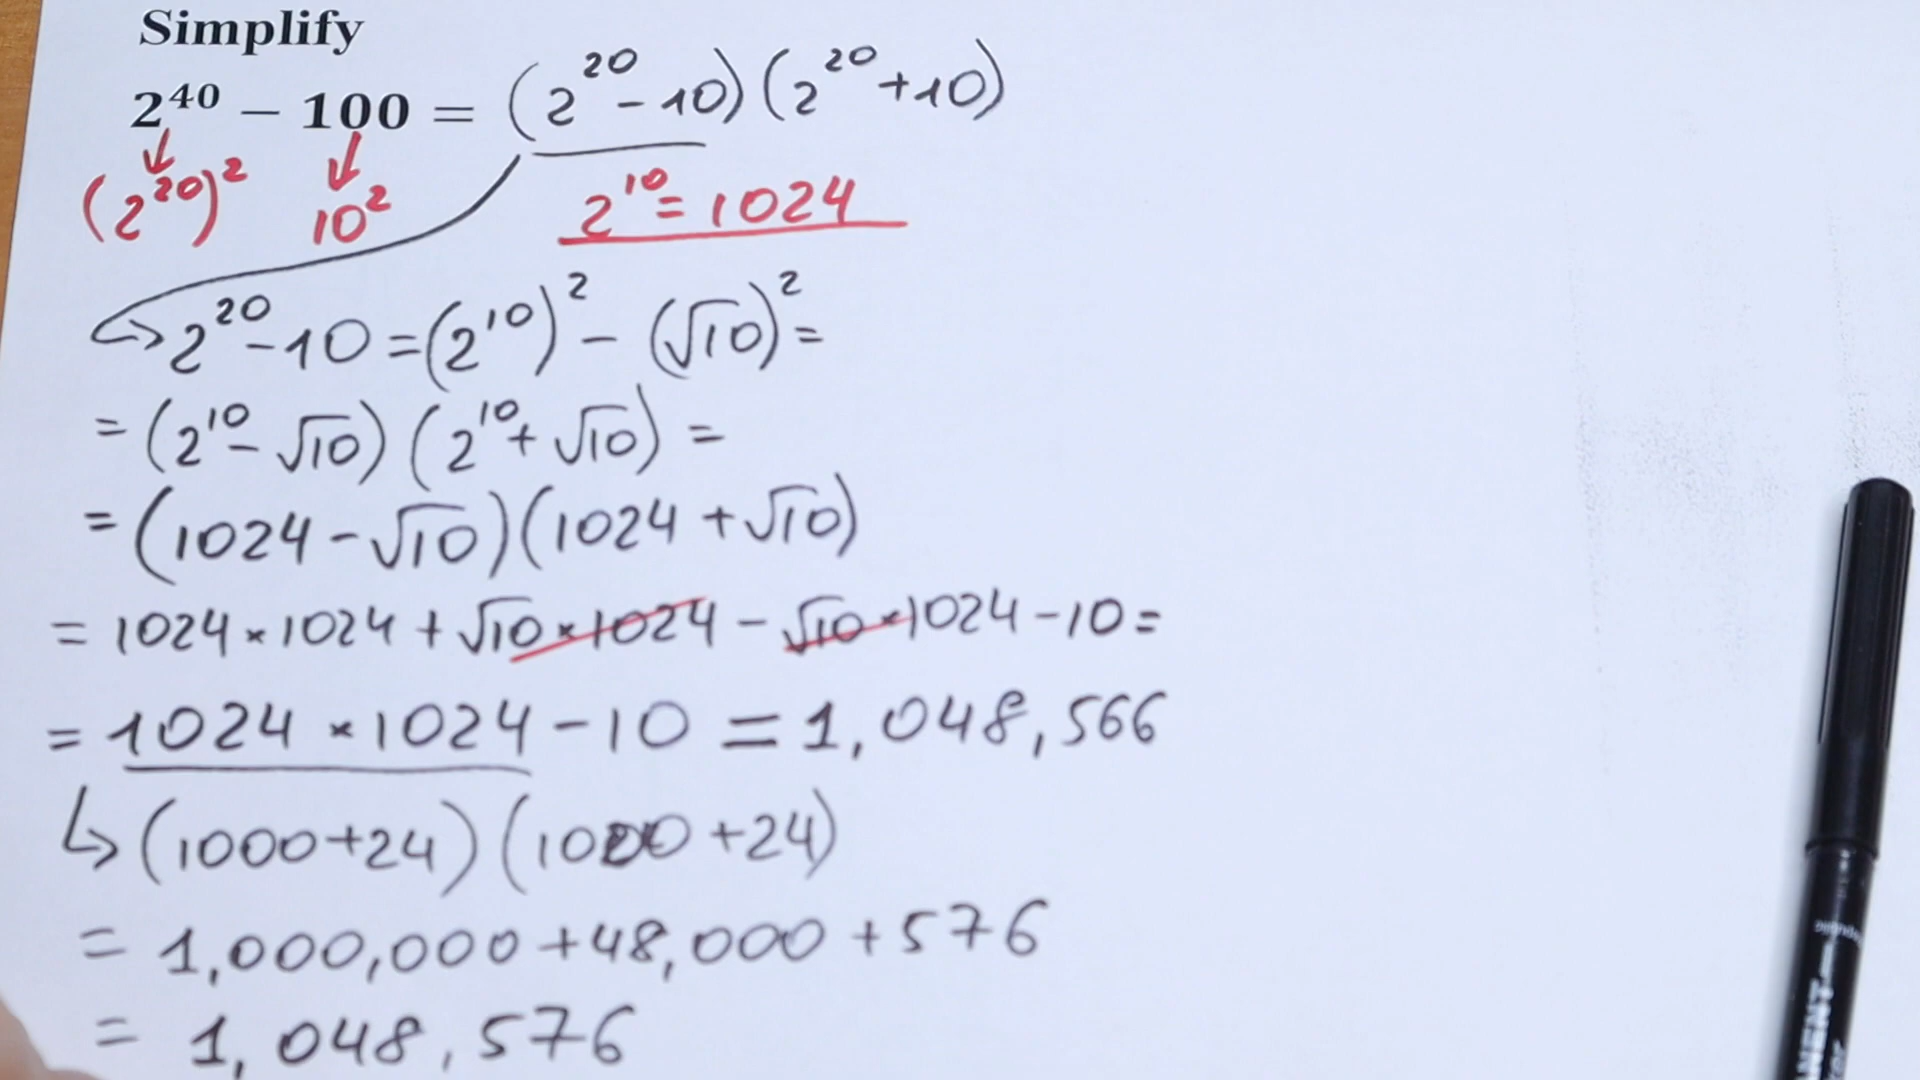 Simplify
2⁴⁰ − 100 = (2²⁰ − 10)(2²⁰ + 10)
↓ ↓
(2²⁰)² 10² 2¹⁰ = 1024
↳ 2²⁰ − 10 = (2¹⁰)² − (√10)² =
= (2¹⁰ − √10)(2¹⁰ + √10) =
= (1024 − √10)(1024 + √10)
= 1024 × 1024 + √10 × 1024 − √10 × 1024 − 10 =
= 1024 × 1024 − 10 = 1,048,566
↳ (1000 + 24)(1000 + 24)
= 1,000,000 + 48,000 + 576
= 1,048,576